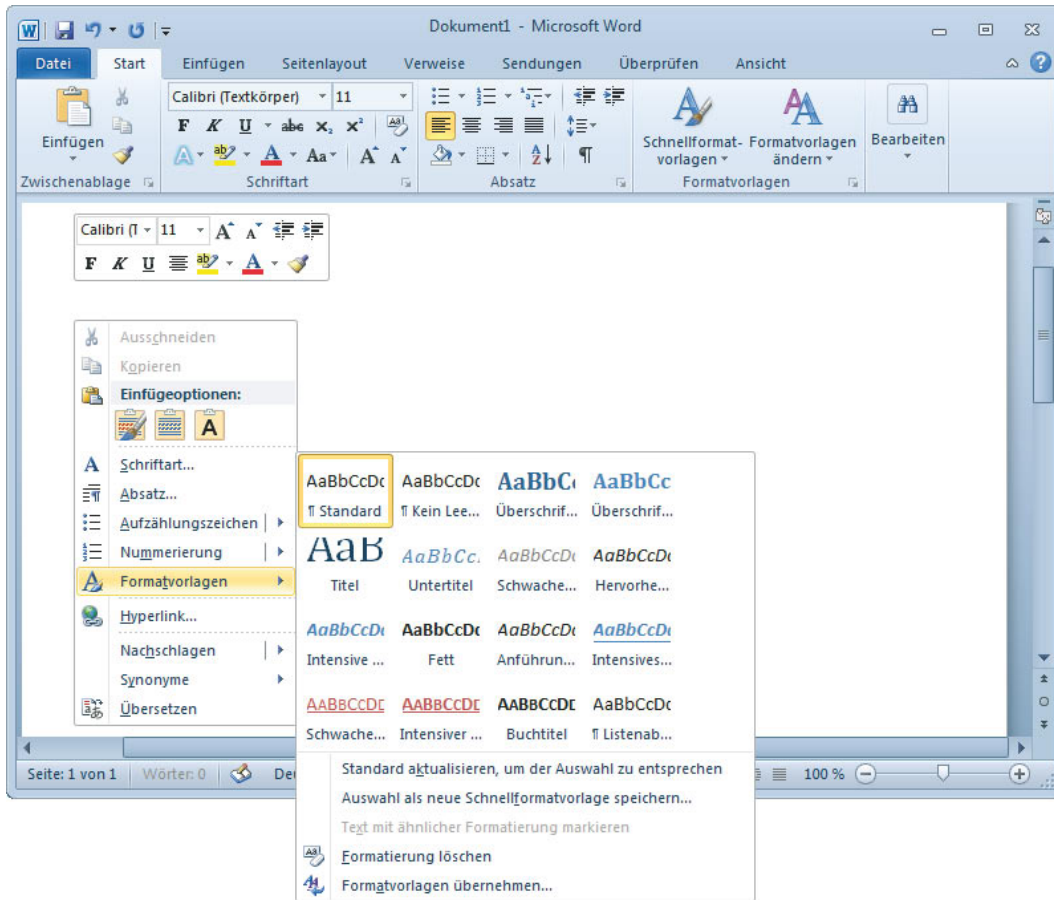 Dokument1 - Microsoft Word
Datei Start Einfügen Seitenlayout Verweise Sendungen Überprüfen Ansicht
Calibri (Textkörper) 11
F K U abe x₂ x²
Aa A A
Einfügen
Schnellformat-
vorlagen
Formatvorlagen
ändern
Bearbeiten
Zwischenablage Schriftart Absatz Formatvorlagen
Calibri (T 11 A A
F K U A
Ausschneiden
Kopieren
Einfügeoptionen:
A
Schriftart...
Absatz...
Aufzählungszeichen
Nummerierung
Formatvorlagen
Hyperlink...
Nachschlagen
Synonyme
Übersetzen
AaBbCcDc AaBbCcDc AaBbC AaBbCc
¶ Standard ¶ Kein Lee... Überschrif... Überschrif...
AaB AaBbCc. AaBbCcDc AaBbCcDc
Titel Untertitel Schwache... Hervorhe...
AaBbCcDc AaBbCcDc AaBbCcDc AaBbCcDc
Intensive ... Fett Anführun... Intensives...
AABBCCDE AABBCCDE AABBCCDE AaBbCcDc
Schwache... Intensiver ... Buchtitel ¶ Listenab...
Standard aktualisieren, um der Auswahl zu entsprechen
Auswahl als neue Schnellformatvorlage speichern...
Text mit ähnlicher Formatierung markieren
Formatierung löschen
Formatvorlagen übernehmen...
Seite: 1 von 1 Wörter: 0 100 %